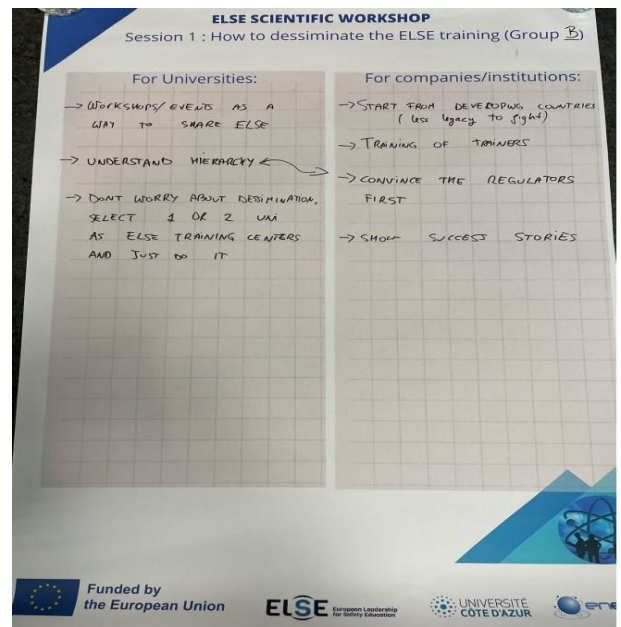 ELSE SCIENTIFIC WORKSHOP
Session 1 : How to dessiminate the ELSE training (Group B)
For Universities:
→ WORKSHOPS/EVENTS AS A
WAY TO SHARE ELSE
→ UNDERSTAND HIERARCHY
→ DONT WORRY ABOUT DESSIMINATION,
SELECT 1 OR 2 UNI
AS ELSE TRAINING CENTERS
AND JUST DO IT
For companies/institutions:
→ START FROM DEVELOPING COUNTRIES
(less legacy to fight)
→ TRAINING OF TRAINERS
→ CONVINCE THE REGULATORS
FIRST
→ SHOW SUCCESS STORIES
Funded by
the European Union
ELSE
European Leadership
for Safety Education
UNIVERSITÉ
CÔTE D'AZUR
ene